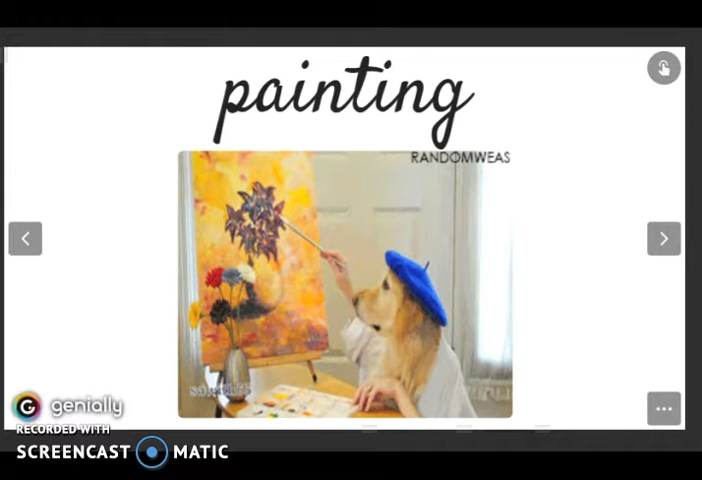 painting
RANDOMWEAS
genially
RECORDED WITH
SCREENCAST MATIC